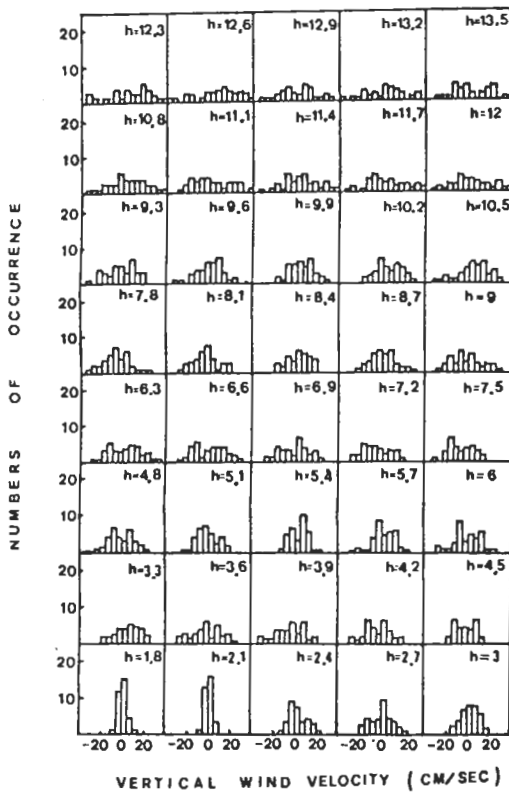 NUMBERS OF OCCURRENCE
20
10
h=12,3 h=12,6 h=12,9 h=13,2 h=13,5
20
10
h=10,8 h=11,1 h=11,4 h=11,7 h=12
20
10
h=9,3 h=9,6 h=9,9 h=10,2 h=10,5
20
10
h=7,8 h=8,1 h=8,4 h=8,7 h=9
20
10
h=6,3 h=6,6 h=6,9 h=7,2 h=7,5
20
10
h=4,8 h=5,1 h=5,4 h=5,7 h=6
20
10
h=3,3 h=3,6 h=3,9 h=4,2 h=4,5
20
10
h=1,8 h=2,1 h=2,4 h=2,7 h=3
-20 0 20 -20 0 20 -20 0 20 -20 0 20 -20 0 20
VERTICAL WIND VELOCITY (CM/SEC)